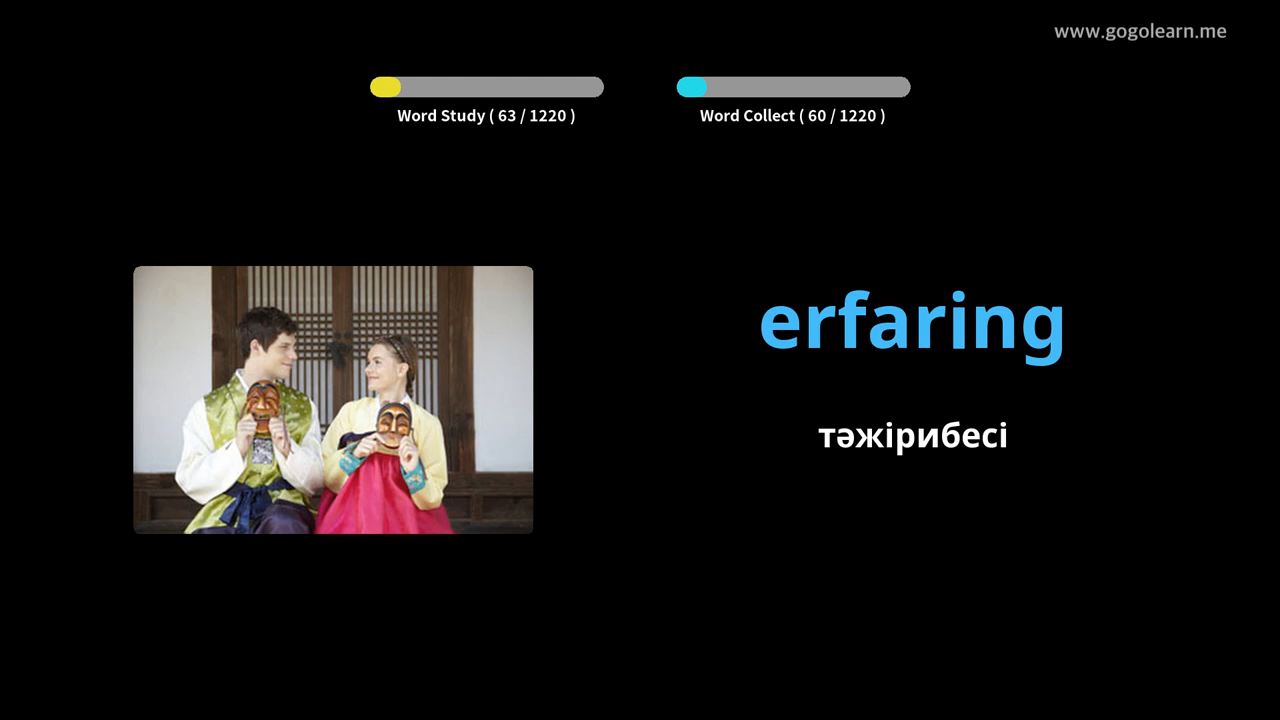 www.gogolearn.me
Word Study ( 63 / 1220 )
Word Collect ( 60 / 1220 )
erfaring
тәжірибесі